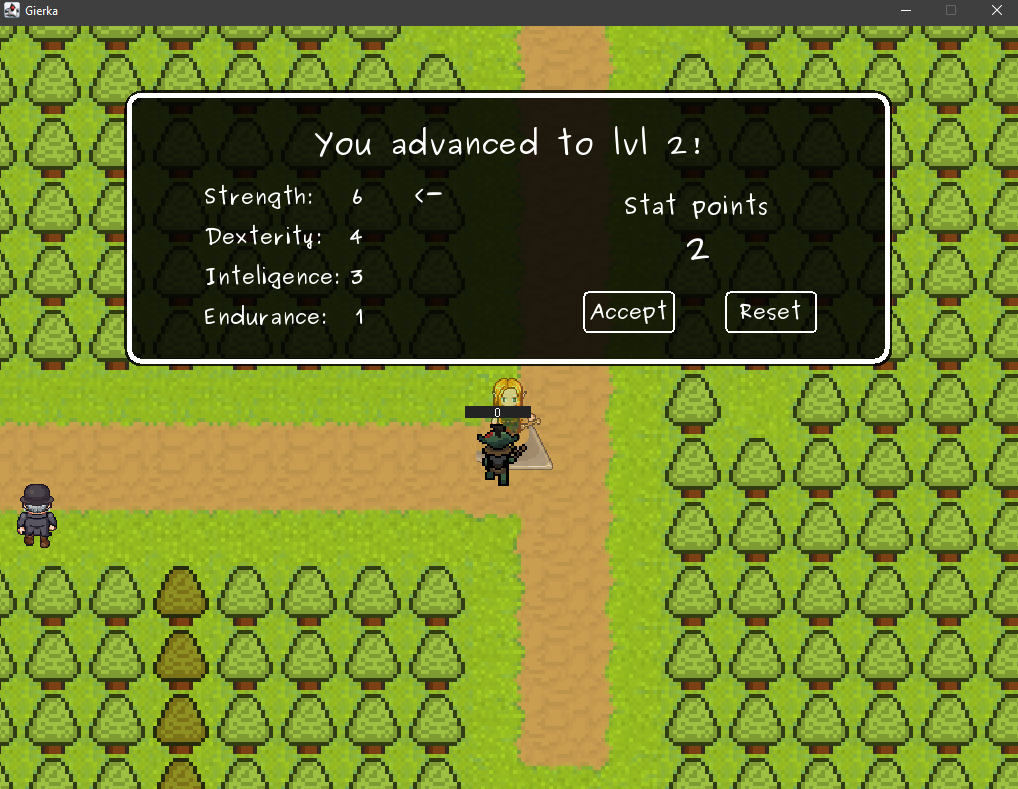 Gierka
You advanced to lvl 2!
Strength: 6 <-
Dexterity: 4
Inteligence: 3
Endurance: 1
Stat points
2
Accept
Reset
0